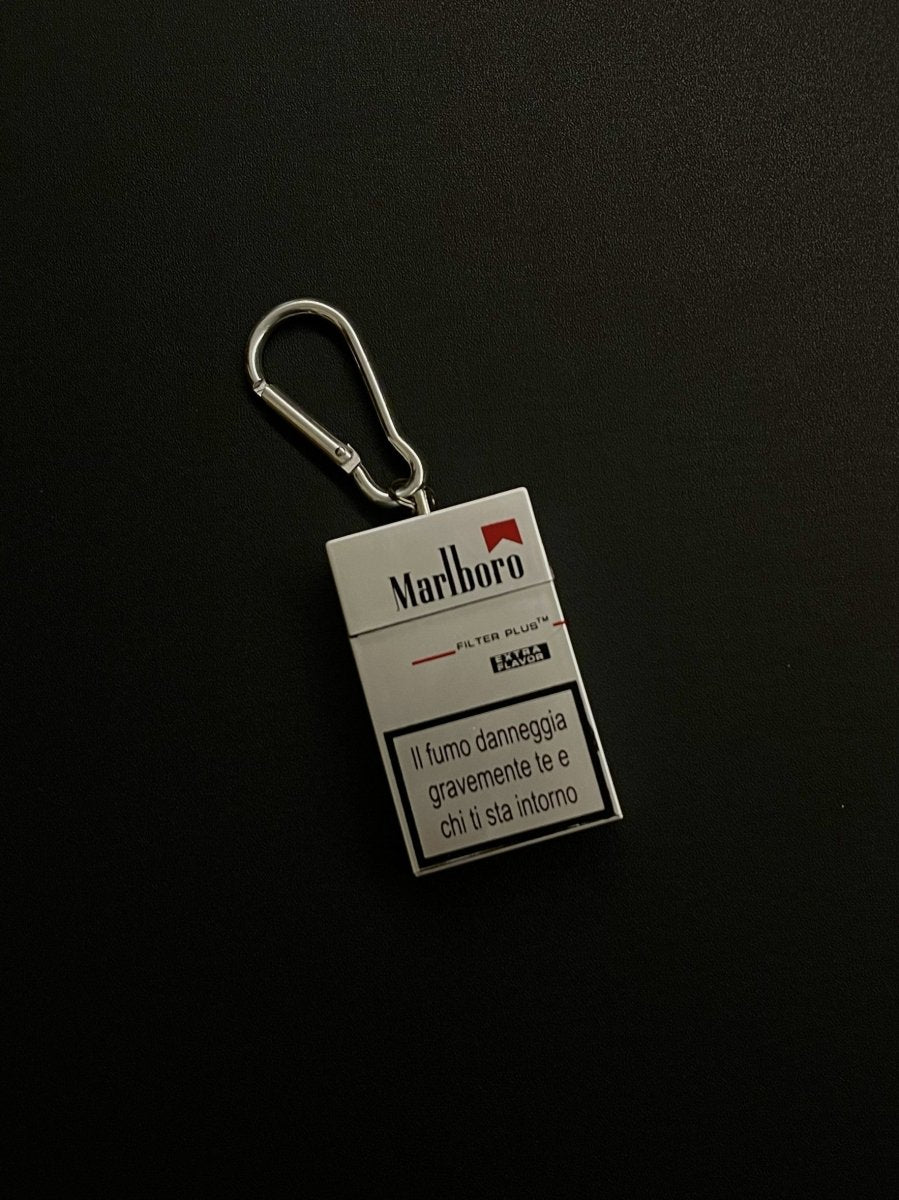 Marlboro
FILTER PLUS™
EXTRA
FLAVOR
Il fumo danneggia
gravemente te e
chi ti sta intorno